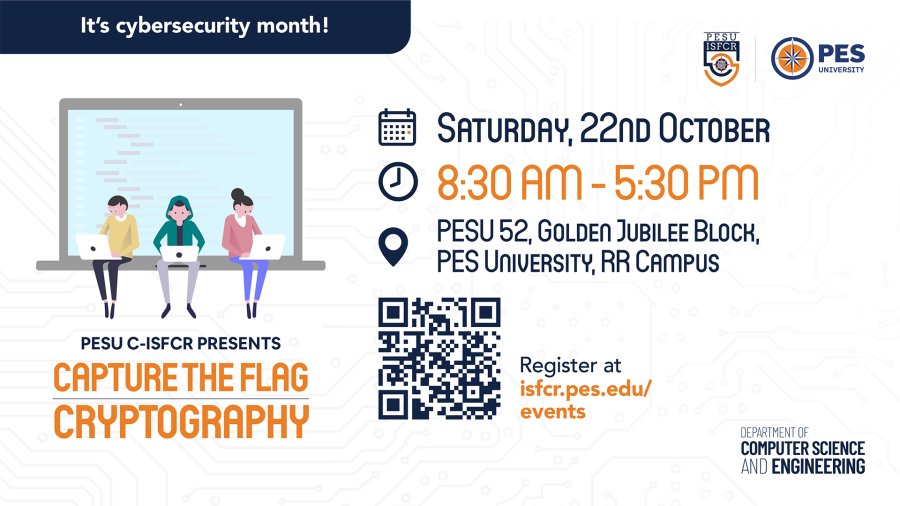 It's cybersecurity month!
PESU
ISFCR
PES
UNIVERSITY
SATURDAY, 22ND OCTOBER
8:30 AM - 5:30 PM
PESU 52, GOLDEN JUBILEE BLOCK,
PES UNIVERSITY, RR CAMPUS
PESU C-ISFCR PRESENTS
CAPTURE THE FLAG
CRYPTOGRAPHY
Register at
isfcr.pes.edu/
events
DEPARTMENT OF
COMPUTER SCIENCE
AND ENGINEERING